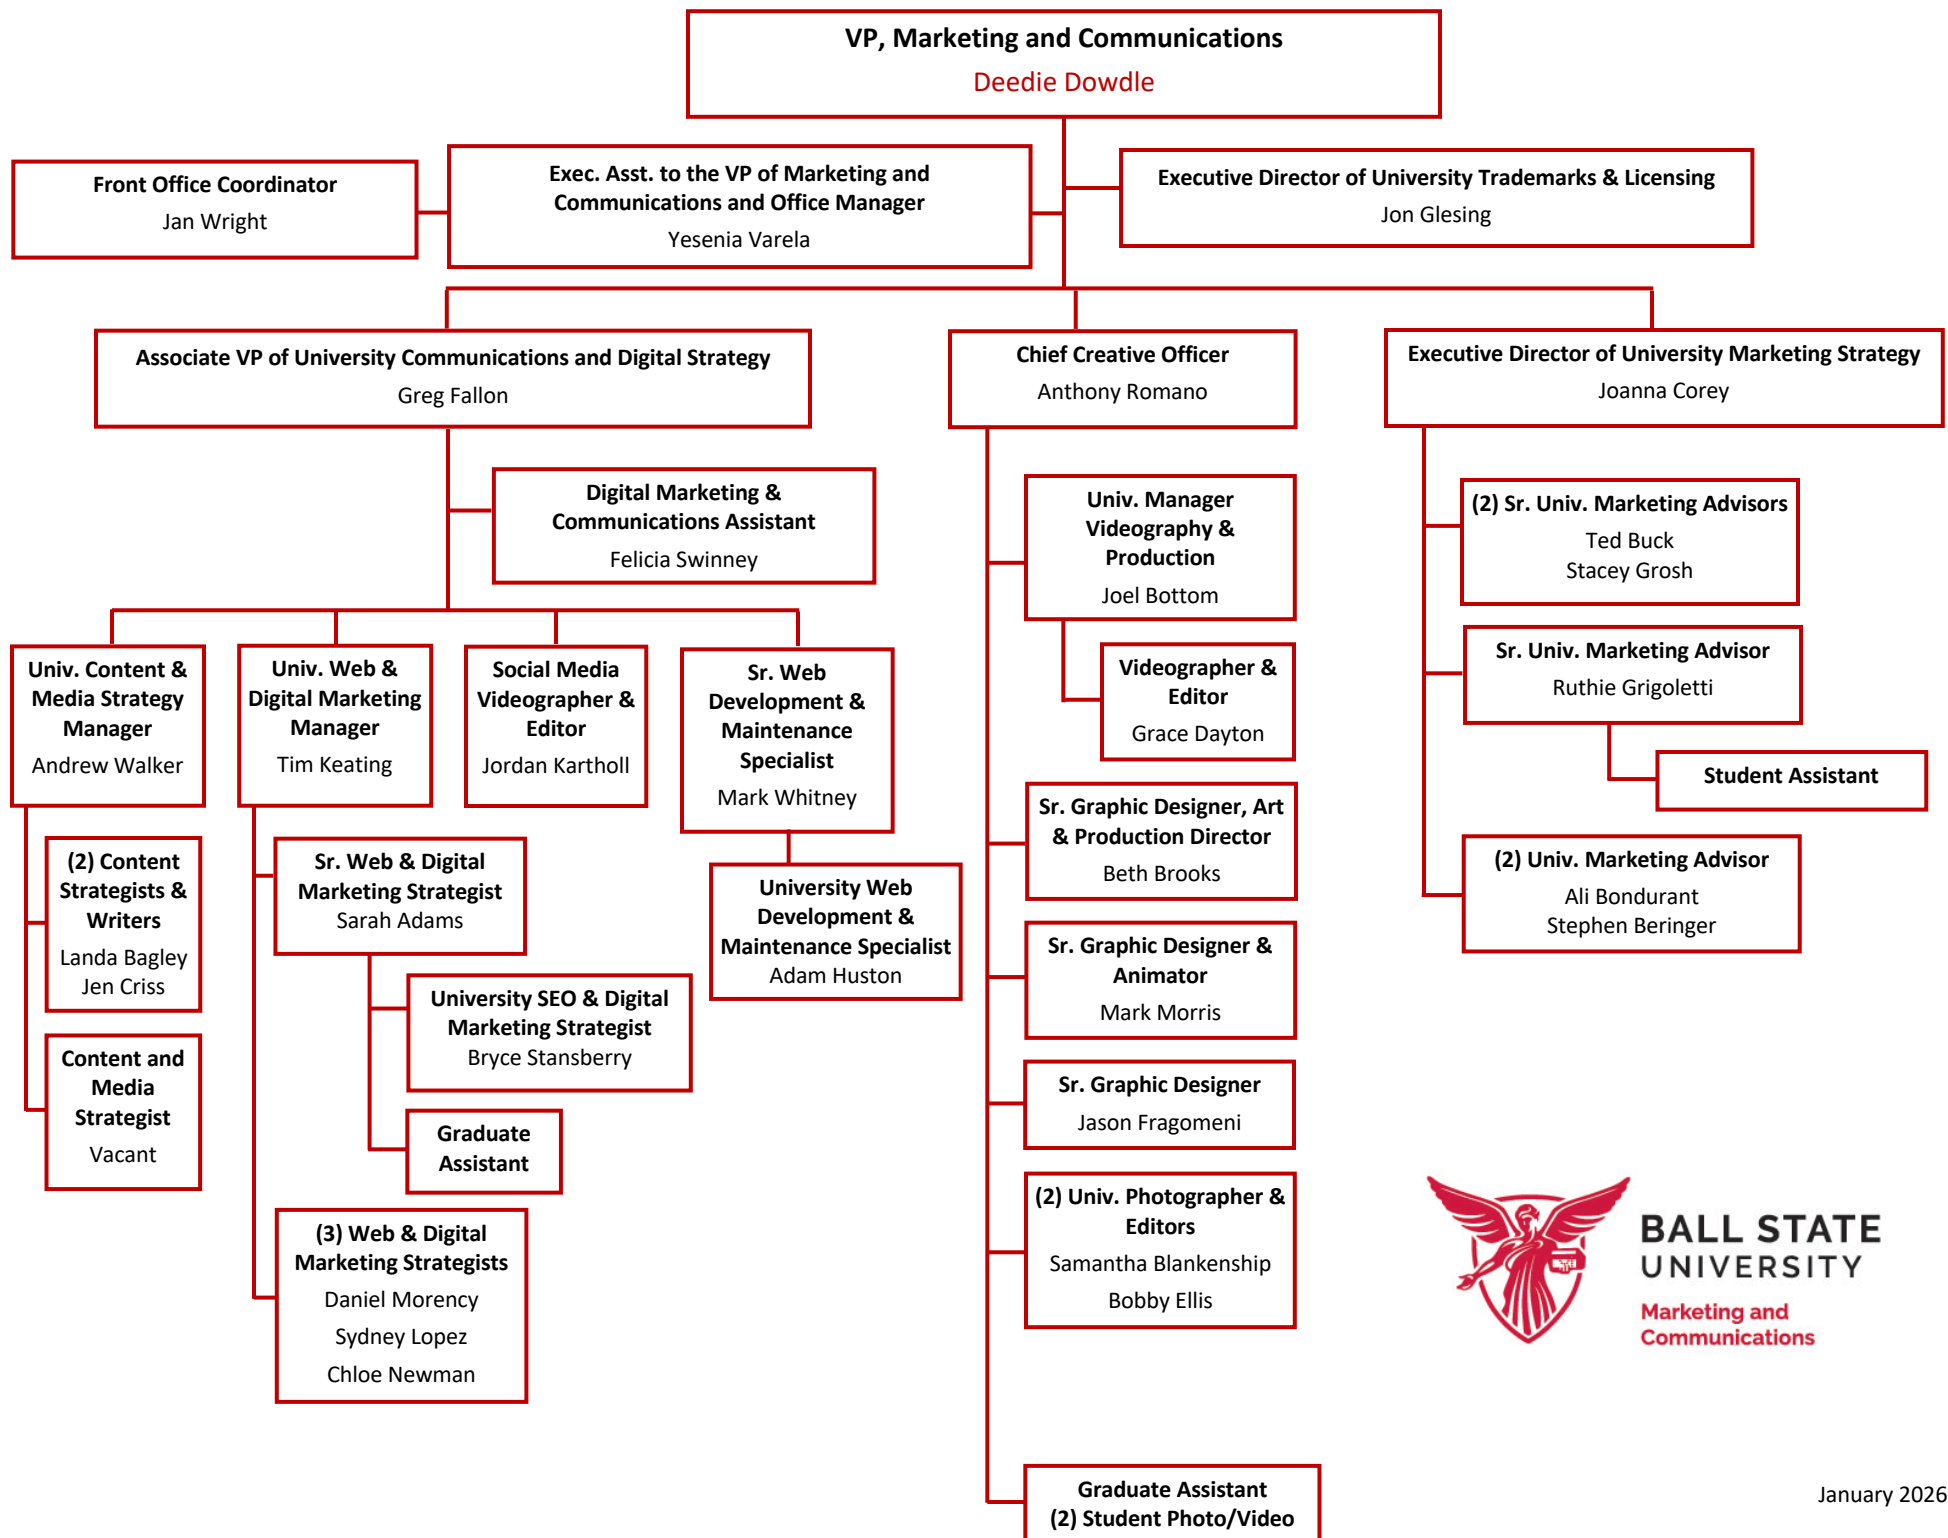 VP, Marketing and Communications
Deedie Dowdle
Front Office Coordinator
Jan Wright
Exec. Asst. to the VP of Marketing and
Communications and Office Manager
Yesenia Varela
Executive Director of University Trademarks & Licensing
Jon Glesing
Associate VP of University Communications and Digital Strategy
Greg Fallon
Chief Creative Officer
Anthony Romano
Executive Director of University Marketing Strategy
Joanna Corey
Digital Marketing &
Communications Assistant
Felicia Swinney
Univ. Content &
Media Strategy
Manager
Andrew Walker
(2) Content
Strategists &
Writers
Landa Bagley
Jen Criss
Content and
Media
Strategist
Vacant
Univ. Web &
Digital Marketing
Manager
Tim Keating
Sr. Web & Digital
Marketing Strategist
Sarah Adams
University SEO & Digital
Marketing Strategist
Bryce Stansberry
Graduate
Assistant
(3) Web & Digital
Marketing Strategists
Daniel Morency
Sydney Lopez
Chloe Newman
Social Media
Videographer &
Editor
Jordan Kartholl
Sr. Web
Development &
Maintenance
Specialist
Mark Whitney
University Web
Development &
Maintenance Specialist
Adam Huston
Univ. Manager
Videography &
Production
Joel Bottom
Videographer &
Editor
Grace Dayton
Sr. Graphic Designer, Art
& Production Director
Beth Brooks
Sr. Graphic Designer &
Animator
Mark Morris
Sr. Graphic Designer
Jason Fragomeni
(2) Univ. Photographer &
Editors
Samantha Blankenship
Bobby Ellis
Graduate Assistant
(2) Student Photo/Video
(2) Sr. Univ. Marketing Advisors
Ted Buck
Stacey Grosh
Sr. Univ. Marketing Advisor
Ruthie Grigoletti
Student Assistant
(2) Univ. Marketing Advisor
Ali Bondurant
Stephen Beringer
BALL STATE
UNIVERSITY
Marketing and
Communications
January 2026